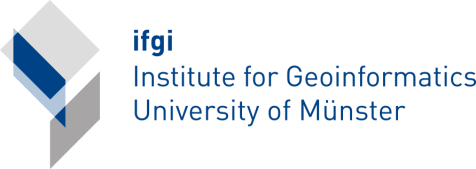 ifgi
Institute for Geoinformatics
University of Münster